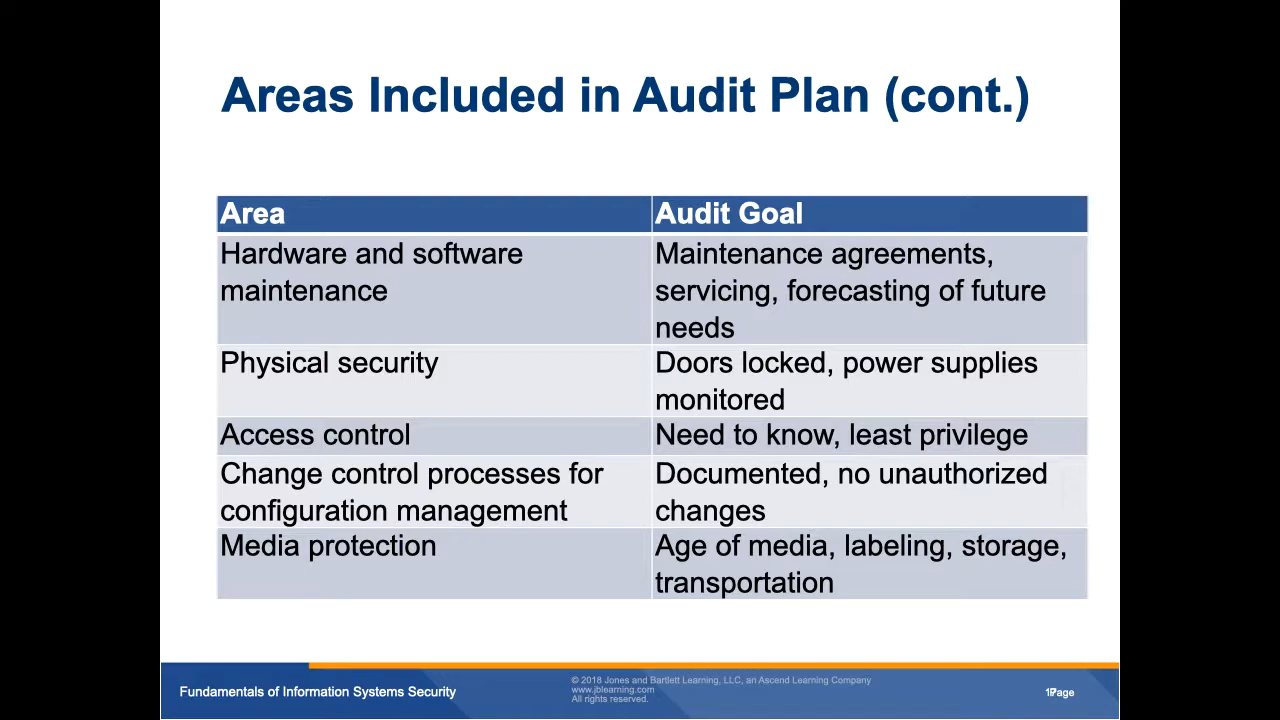 Areas Included in Audit Plan (cont.)
Area
Audit Goal
Hardware and software
maintenance
Maintenance agreements,
servicing, forecasting of future
needs
Physical security
Doors locked, power supplies
monitored
Access control
Need to know, least privilege
Change control processes for
configuration management
Documented, no unauthorized
changes
Media protection
Age of media, labeling, storage,
transportation
Fundamentals of Information Systems Security
© 2018 Jones and Bartlett Learning, LLC, an Ascend Learning Company
www.jblearning.com
All rights reserved.
Page